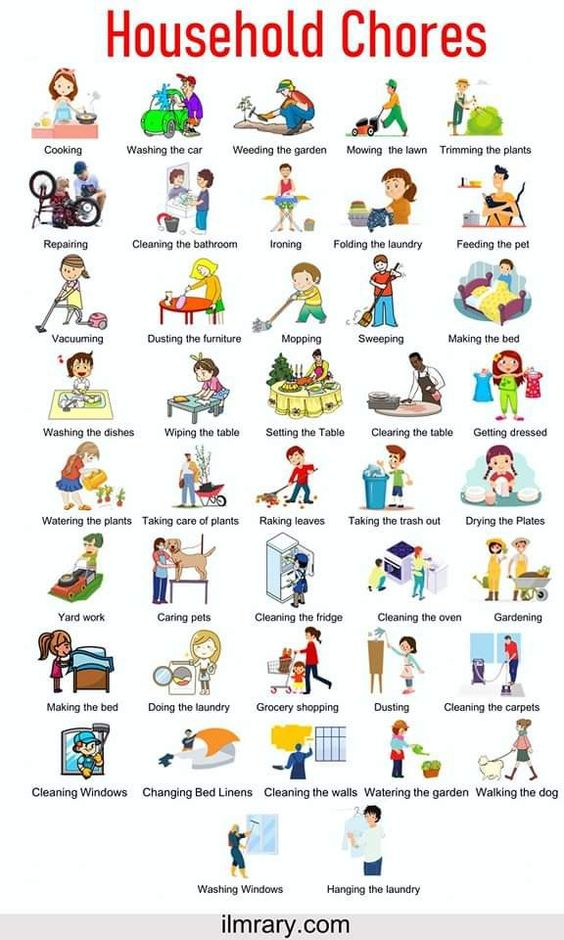 Household Chores
Cooking
Washing the car
Weeding the garden
Mowing the lawn
Trimming the plants
Repairing
Cleaning the bathroom
Ironing
Folding the laundry
Feeding the pet
Vacuuming
Dusting the furniture
Mopping
Sweeping
Making the bed
Washing the dishes
Wiping the table
Setting the Table
Clearing the table
Getting dressed
Watering the plants
Taking care of plants
Raking leaves
Taking the trash out
Drying the Plates
Yard work
Caring pets
Cleaning the fridge
Cleaning the oven
Gardening
Making the bed
Doing the laundry
Grocery shopping
Dusting
Cleaning the carpets
Cleaning Windows
Changing Bed Linens
Cleaning the walls
Watering the garden
Walking the dog
Washing Windows
Hanging the laundry
ilmrary.com